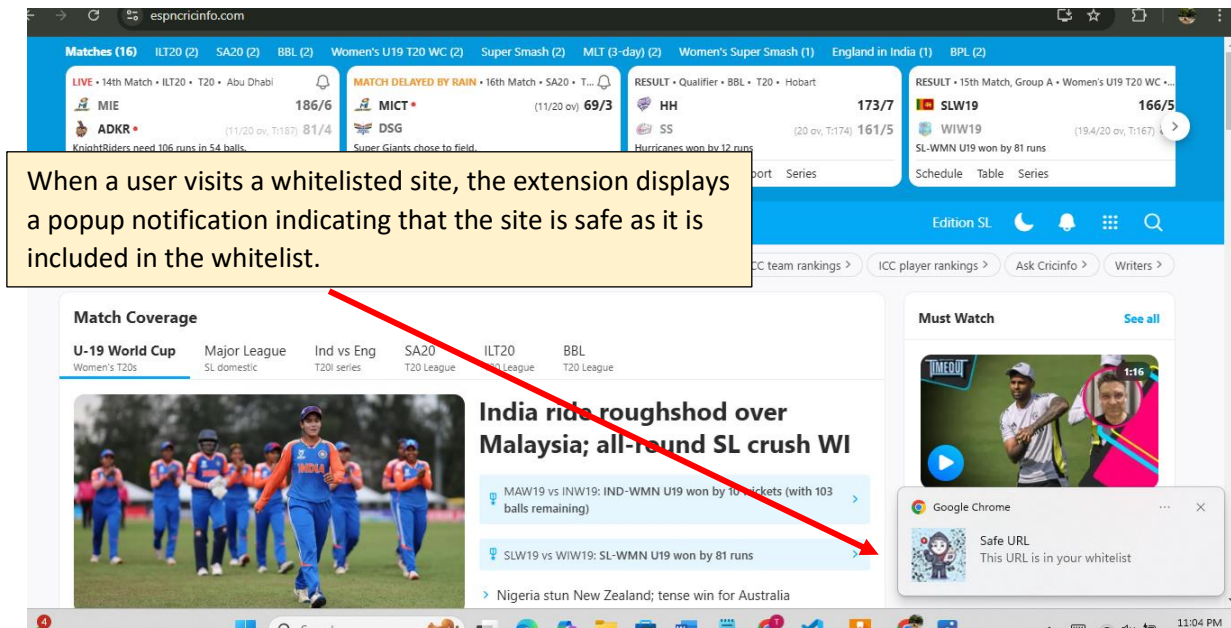 espncricinfo.com
Matches (16) ILT20 (2) SA20 (2) BBL (2) Women's U19 T20 WC (2) Super Smash (2) MLT (3-day) (2) Women's Super Smash (1) England in India (1) BPL (2)
LIVE • 14th Match • ILT20 • T20 • Abu Dhabi
MIE 186/6
ADKR • (11/20 ov, T:187) 81/4
KnightRiders need 106 runs in 54 balls.
MATCH DELAYED BY RAIN • 16th Match • SA20 • T...
MICT • (11/20 ov) 69/3
DSG
Super Giants chose to field.
RESULT • Qualifier • BBL • T20 • Hobart
HH 173/7
SS (20 ov, T:174) 161/5
Hurricanes won by 12 runs
Series
RESULT • 15th Match, Group A • Women's U19 T20 WC •...
SLW19 166/5
WIW19 (19.4/20 ov, T:167)
SL-WMN U19 won by 81 runs
Schedule Table Series
When a user visits a whitelisted site, the extension displays
a popup notification indicating that the site is safe as it is
included in the whitelist.
Edition SL
team rankings > ICC player rankings > Ask Cricinfo > Writers >
Match Coverage
U-19 World Cup Major League Ind vs Eng SA20 ILT20 BBL
Women's T20s SL domestic T20I series T20 League T20 League T20 League
India ride roughshod over
Malaysia; all-round SL crush WI
MAW19 vs INW19: IND-WMN U19 won by 10 wickets (with 103
balls remaining)
SLW19 vs WIW19: SL-WMN U19 won by 81 runs
Nigeria stun New Zealand; tense win for Australia
Must Watch See all
TIMEOUT
1:16
INDIA
Google Chrome
Safe URL
This URL is in your whitelist
4
11:04 PM